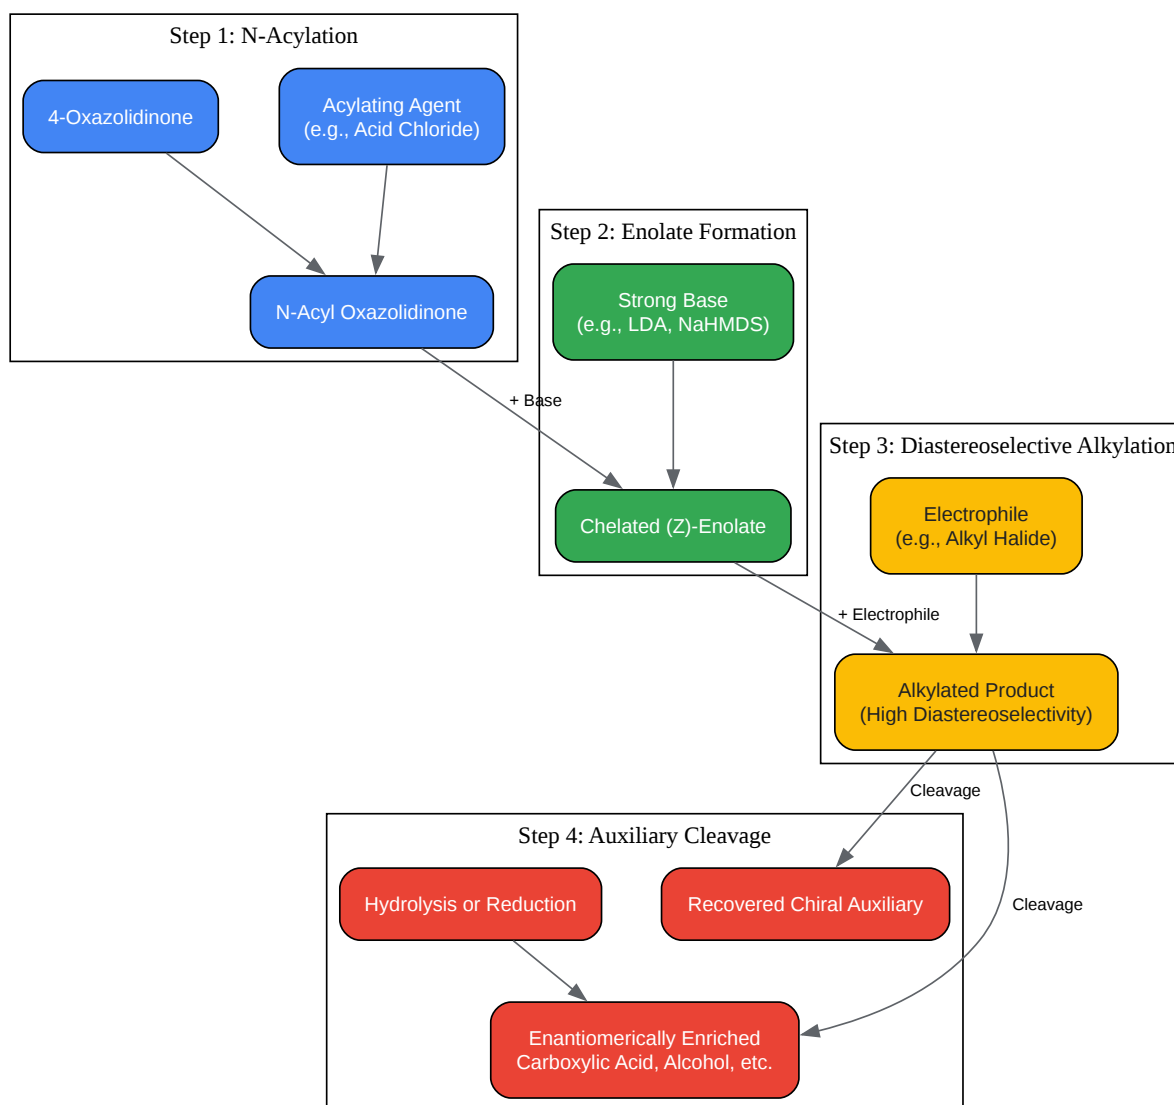 Step 1: N-Acylation
4-Oxazolidinone
Acylating Agent
(e.g., Acid Chloride)
N-Acyl Oxazolidinone
+ Base
Step 2: Enolate Formation
Strong Base
(e.g., LDA, NaHMDS)
Chelated (Z)-Enolate
+ Electrophile
Step 3: Diastereoselective Alkylation
Electrophile
(e.g., Alkyl Halide)
Alkylated Product
(High Diastereoselectivity)
Cleavage
Cleavage
Step 4: Auxiliary Cleavage
Hydrolysis or Reduction
Recovered Chiral Auxiliary
Enantiomerically Enriched
Carboxylic Acid, Alcohol, etc.